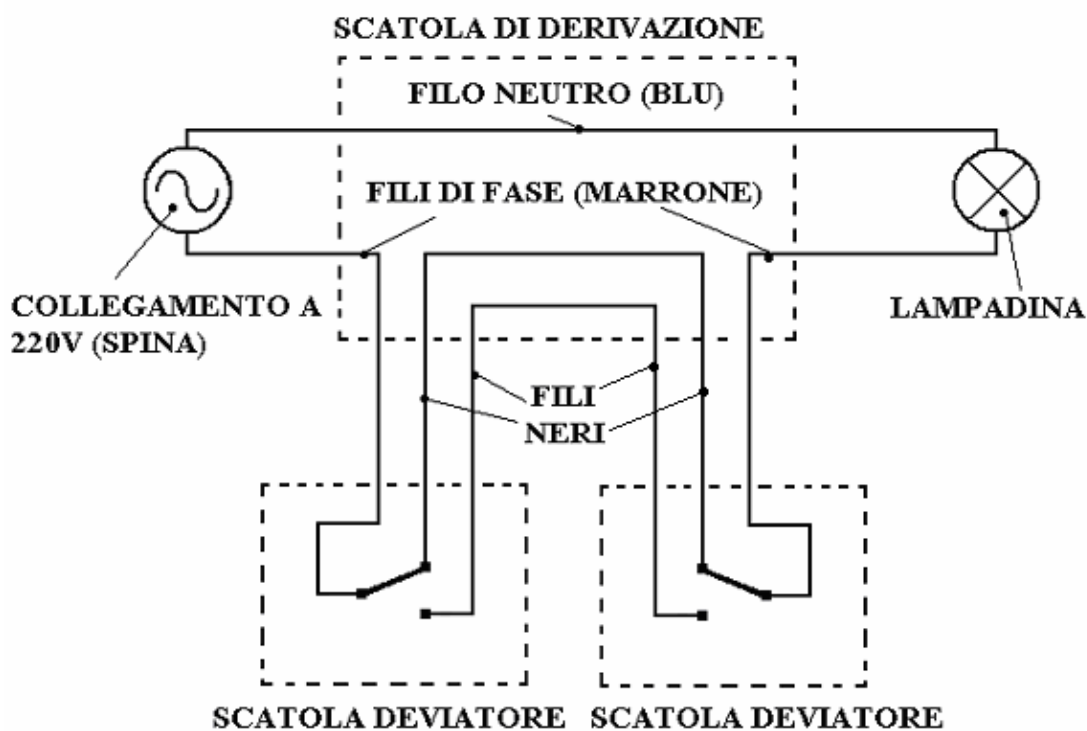 SCATOLA DI DERIVAZIONE
FILO NEUTRO (BLU)
FILI DI FASE (MARRONE)
COLLEGAMENTO A
220V (SPINA)
LAMPADINA
FILI
NERI
SCATOLA DEVIATORE
SCATOLA DEVIATORE